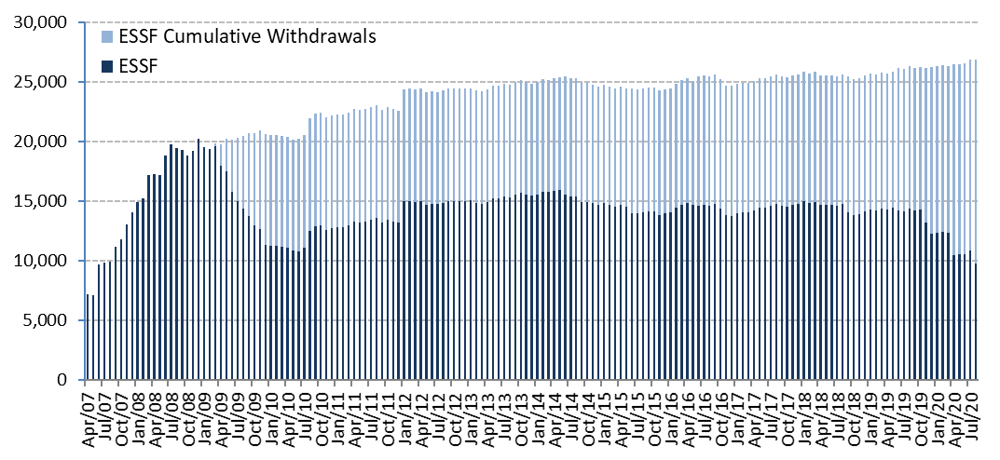 30,000
25,000
20,000
15,000
10,000
5,000
0
ESSF Cumulative Withdrawals
ESSF
Apr/07
Jul/07
Oct/07
Jan/08
Apr/08
Jul/08
Oct/08
Jan/09
Apr/09
Jul/09
Oct/09
Jan/10
Apr/10
Jul/10
Oct/10
Jan/11
Apr/11
Jul/11
Oct/11
Jan/12
Apr/12
Jul/12
Oct/12
Jan/13
Apr/13
Jul/13
Oct/13
Jan/14
Apr/14
Jul/14
Oct/14
Jan/15
Apr/15
Jul/15
Oct/15
Jan/16
Apr/16
Jul/16
Oct/16
Jan/17
Apr/17
Jul/17
Oct/17
Jan/18
Apr/18
Jul/18
Oct/18
Jan/19
Apr/19
Jul/19
Oct/19
Jan/20
Apr/20
Jul/20